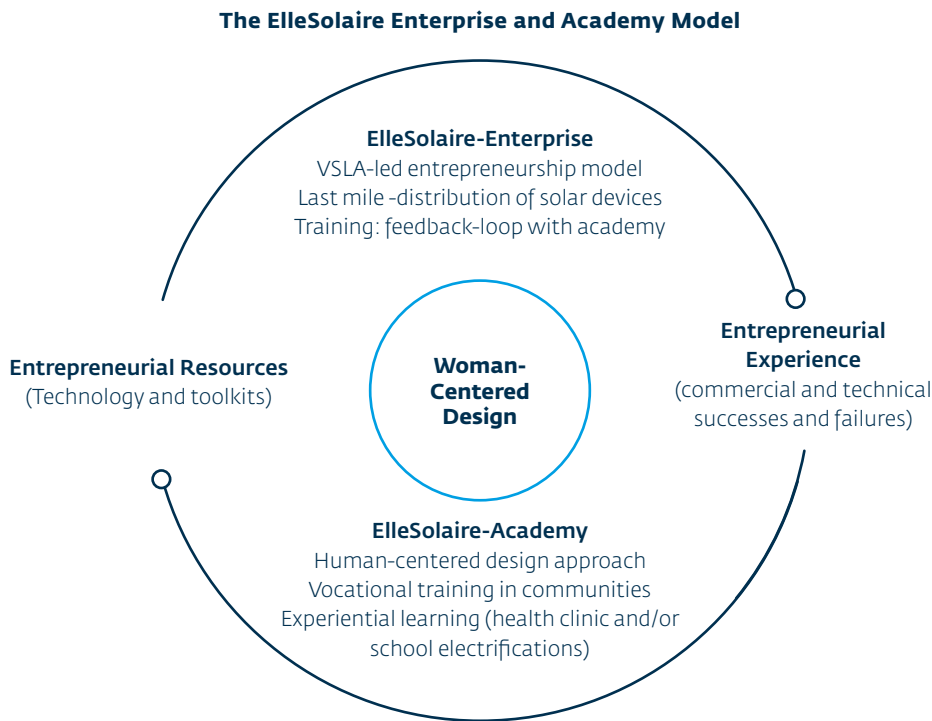 The ElleSolaire Enterprise and Academy Model
ElleSolaire-Enterprise
VSLA-led entrepreneurship model
Last mile -distribution of solar devices
Training: feedback-loop with academy
Entrepreneurial Resources
(Technology and toolkits)
Woman-
Centered
Design
Entrepreneurial
Experience
(commercial and technical
successes and failures)
ElleSolaire-Academy
Human-centered design approach
Vocational training in communities
Experiential learning (health clinic and/or
school electrifications)